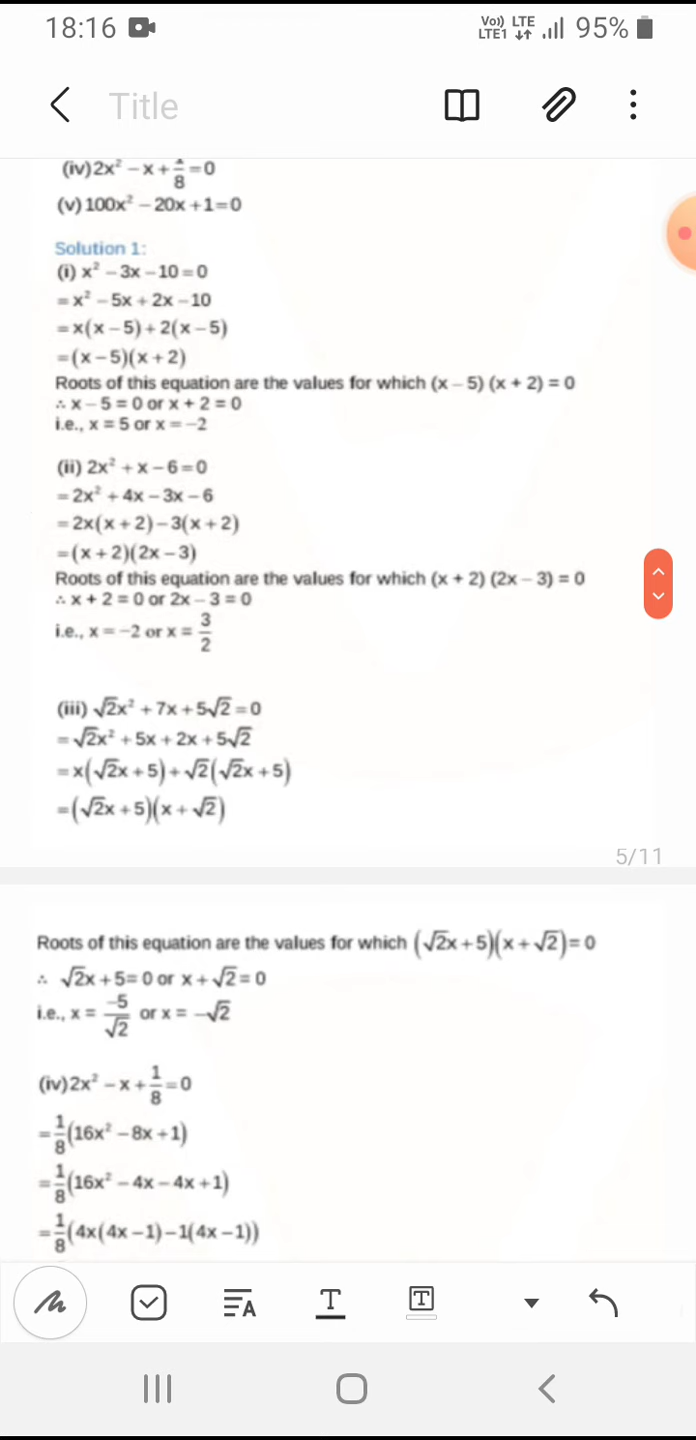 18:16
Vo)) LTE
LTE1
95%
Title
(iv) 2x² − x + 1/8 = 0
(v) 100x² − 20x + 1 = 0
Solution 1:
(i) x² − 3x − 10 = 0
= x² − 5x + 2x − 10
= x(x − 5) + 2(x − 5)
= (x − 5)(x + 2)
Roots of this equation are the values for which (x – 5) (x + 2) = 0
∴ x – 5 = 0 or x + 2 = 0
i.e., x = 5 or x = −2
(ii) 2x² + x − 6 = 0
= 2x² + 4x − 3x − 6
= 2x(x + 2) − 3(x + 2)
= (x + 2)(2x − 3)
Roots of this equation are the values for which (x + 2) (2x – 3) = 0
∴ x + 2 = 0 or 2x – 3 = 0
i.e., x = −2 or x = 3/2
(iii) √2x² + 7x + 5√2 = 0
= √2x² + 5x + 2x + 5√2
= x(√2x + 5) + √2(√2x + 5)
= (√2x + 5)(x + √2)
5/11
Roots of this equation are the values for which (√2x + 5)(x + √2) = 0
∴ √2x + 5 = 0 or x + √2 = 0
i.e., x = −5/√2 or x = −√2
(iv) 2x² − x + 1/8 = 0
= 1/8(16x² − 8x + 1)
= 1/8(16x² − 4x − 4x + 1)
= 1/8(4x(4x − 1) − 1(4x − 1))